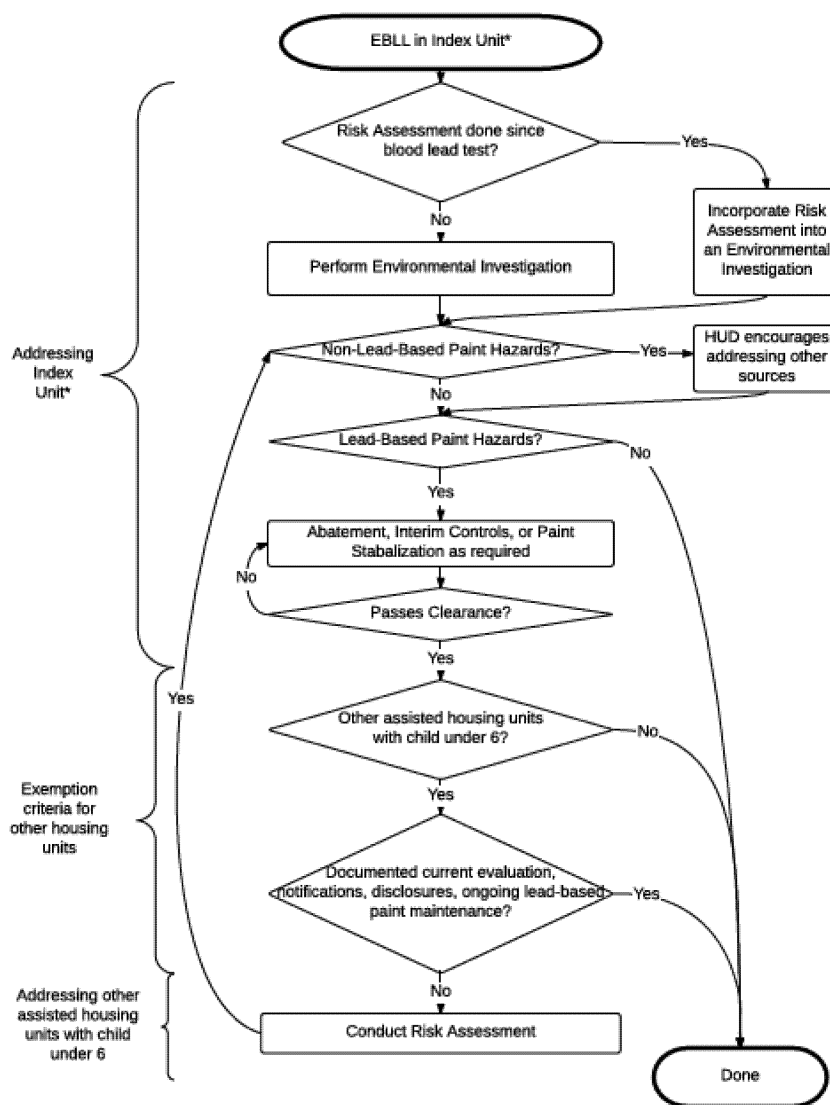 EBLL in Index Unit*
Risk Assessment done since
blood lead test?
Yes
No
Incorporate Risk
Assessment into
an Environmental
Investigation
Perform Environmental Investigation
Addressing
Index
Unit*
Non-Lead-Based Paint Hazards?
Yes
HUD encourages
addressing other
sources
No
Lead-Based Paint Hazards?
No
Yes
Abatement, Interim Controls, or Paint
Stabalization as required
No
Passes Clearance?
Yes
Yes
Other assisted housing units
with child under 6?
No
Yes
Exemption
criteria for
other housing
units
Documented current evaluation,
notifications, disclosures, ongoing lead-based
paint maintenance?
Yes
No
Addressing other
assisted housing
units with child
under 6
Conduct Risk Assessment
Done